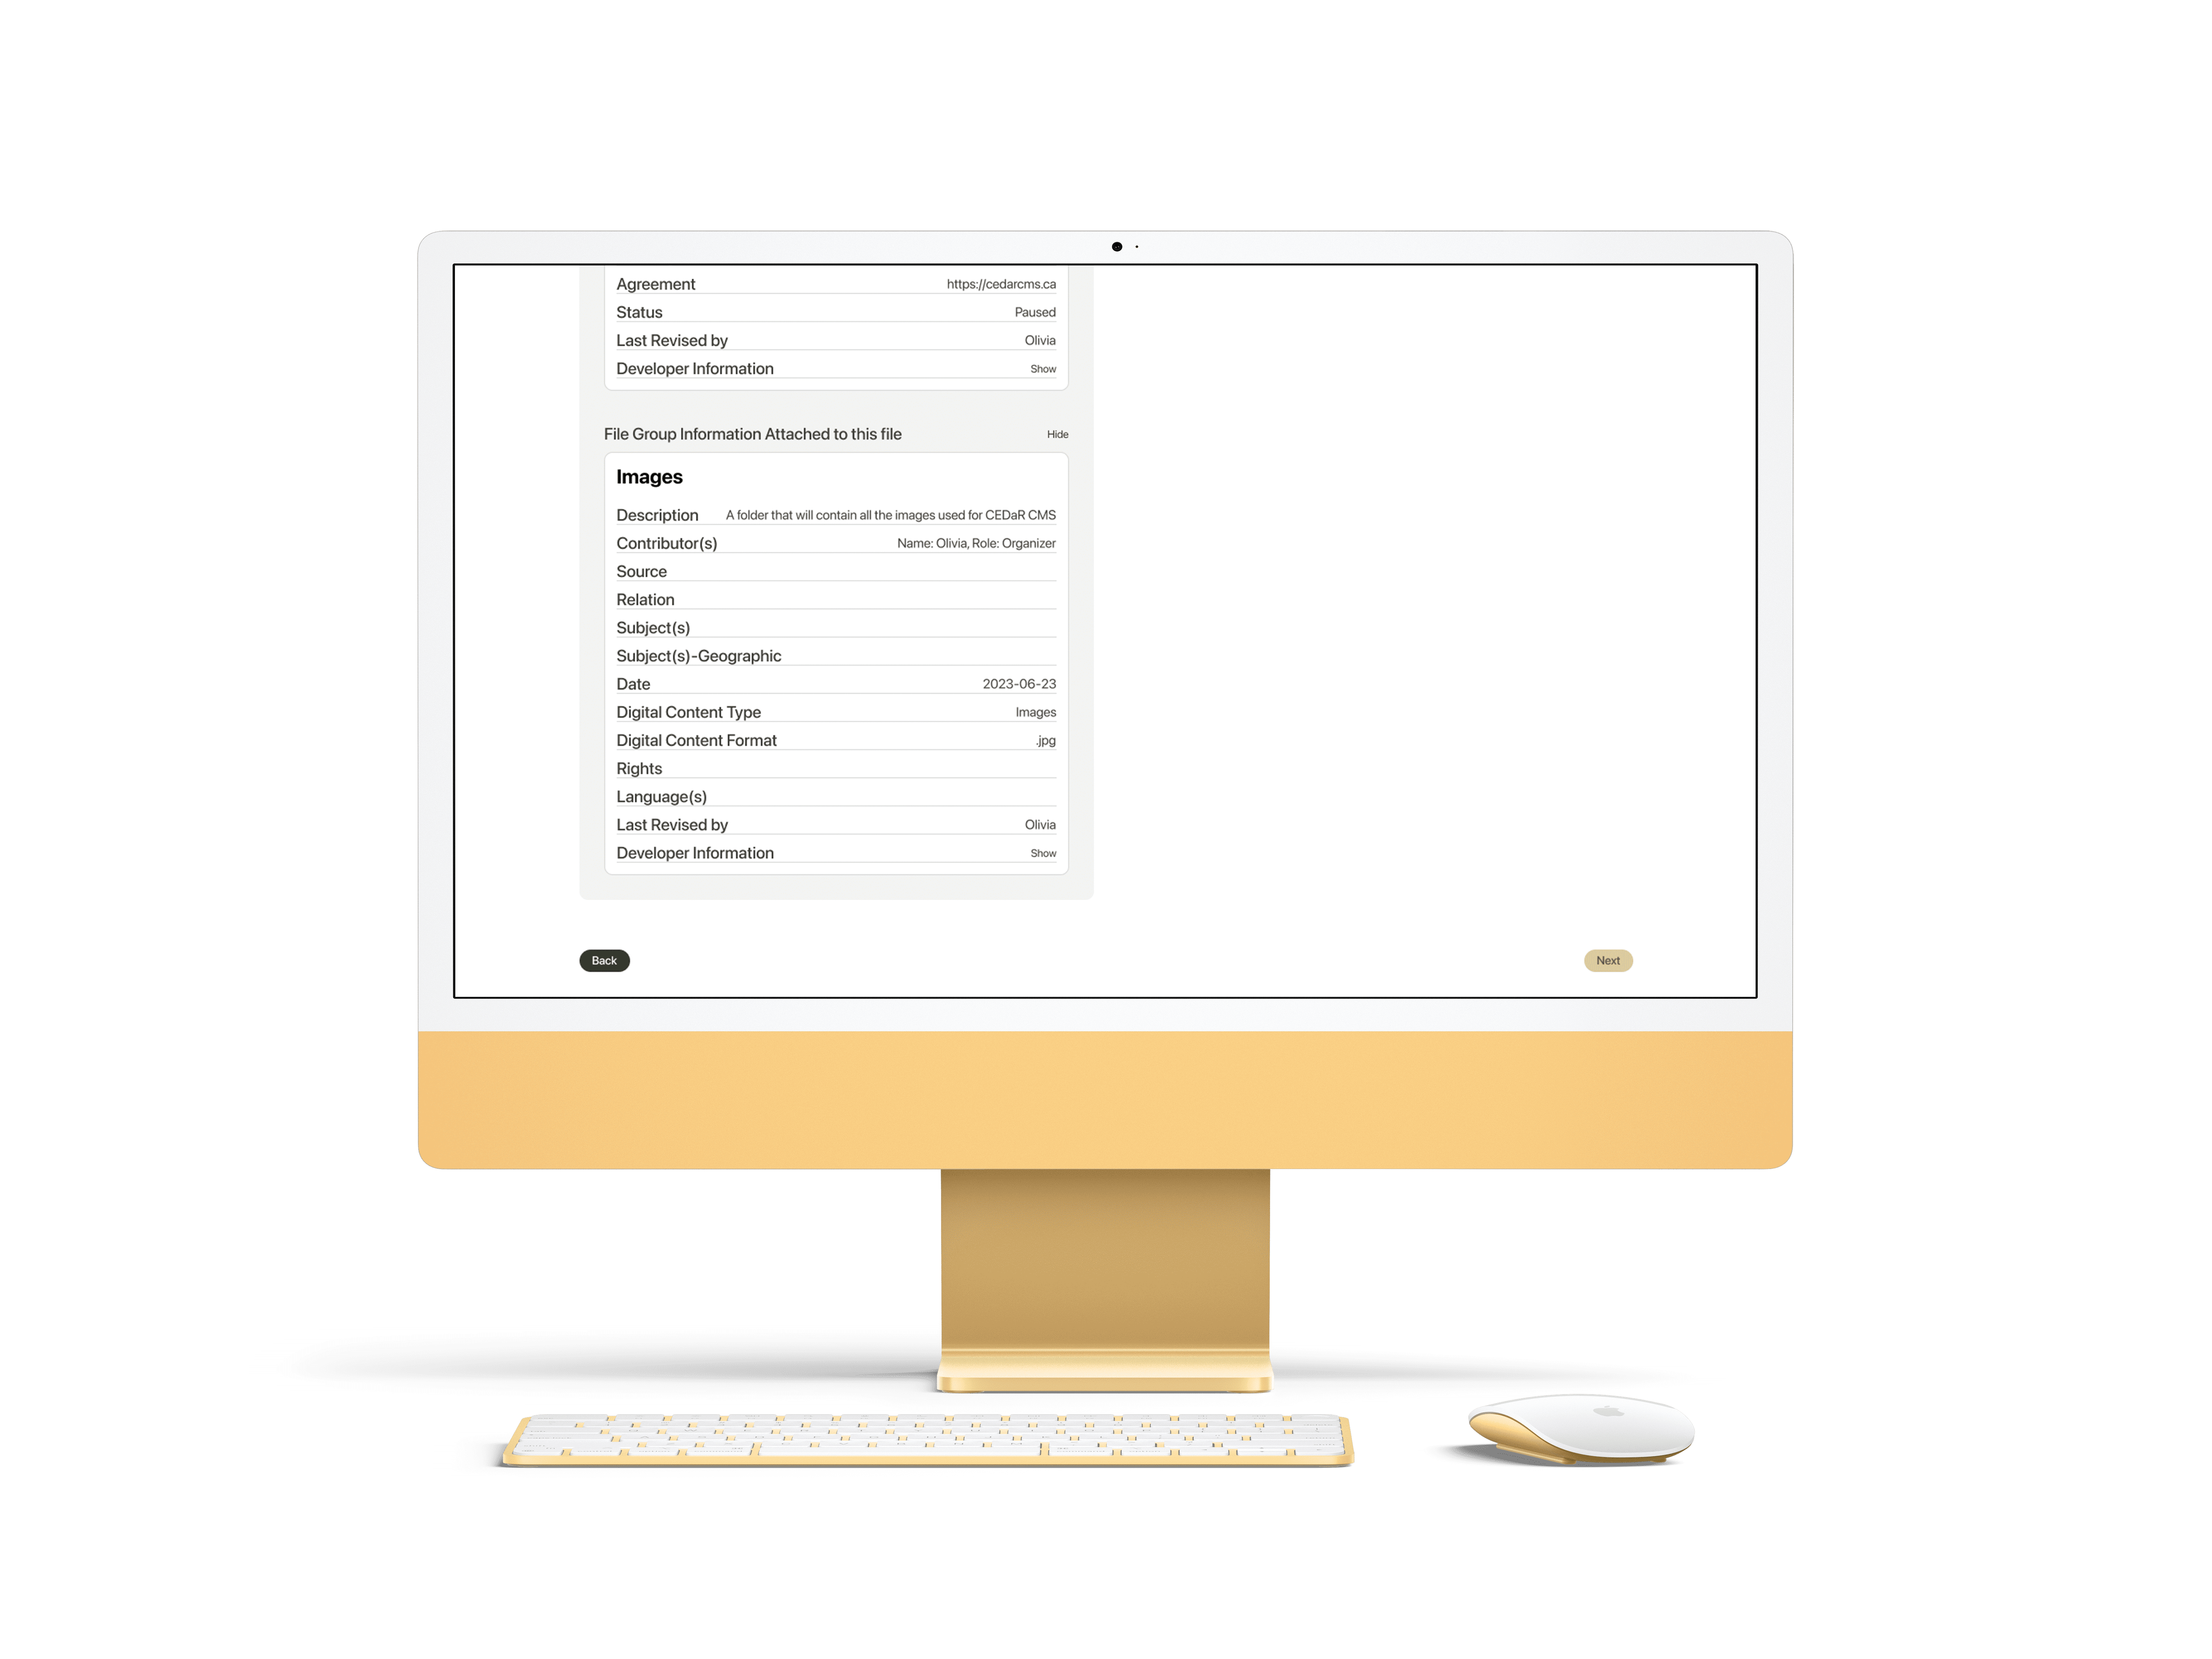 Agreement https://cedarcms.ca
Status Paused
Last Revised by Olivia
Developer Information Show
File Group Information Attached to this file Hide
Images
Description A folder that will contain all the images used for CEDaR CMS
Contributor(s) Name: Olivia, Role: Organizer
Source
Relation
Subject(s)
Subject(s)-Geographic
Date 2023-06-23
Digital Content Type Images
Digital Content Format .jpg
Rights
Language(s)
Last Revised by Olivia
Developer Information Show
Back Next